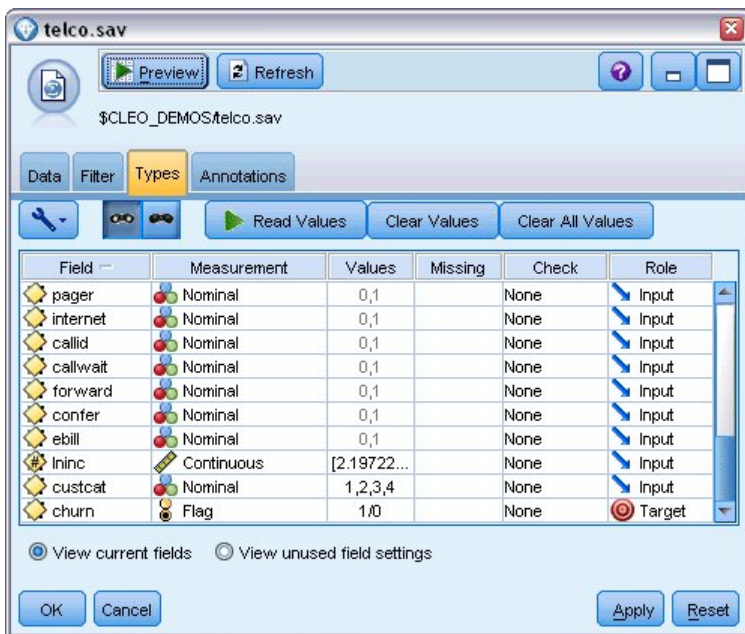 telco.sav
Preview
Refresh
$CLEO_DEMOS/telco.sav
Data Filter Types Annotations
Read Values Clear Values Clear All Values
Field Measurement Values Missing Check Role
pager Nominal 0,1 None Input
internet Nominal 0,1 None Input
callid Nominal 0,1 None Input
callwait Nominal 0,1 None Input
forward Nominal 0,1 None Input
confer Nominal 0,1 None Input
ebill Nominal 0,1 None Input
lninc Continuous [2.19722... None Input
custcat Nominal 1,2,3,4 None Input
churn Flag 1/0 None Target
View current fields View unused field settings
OK Cancel Apply Reset